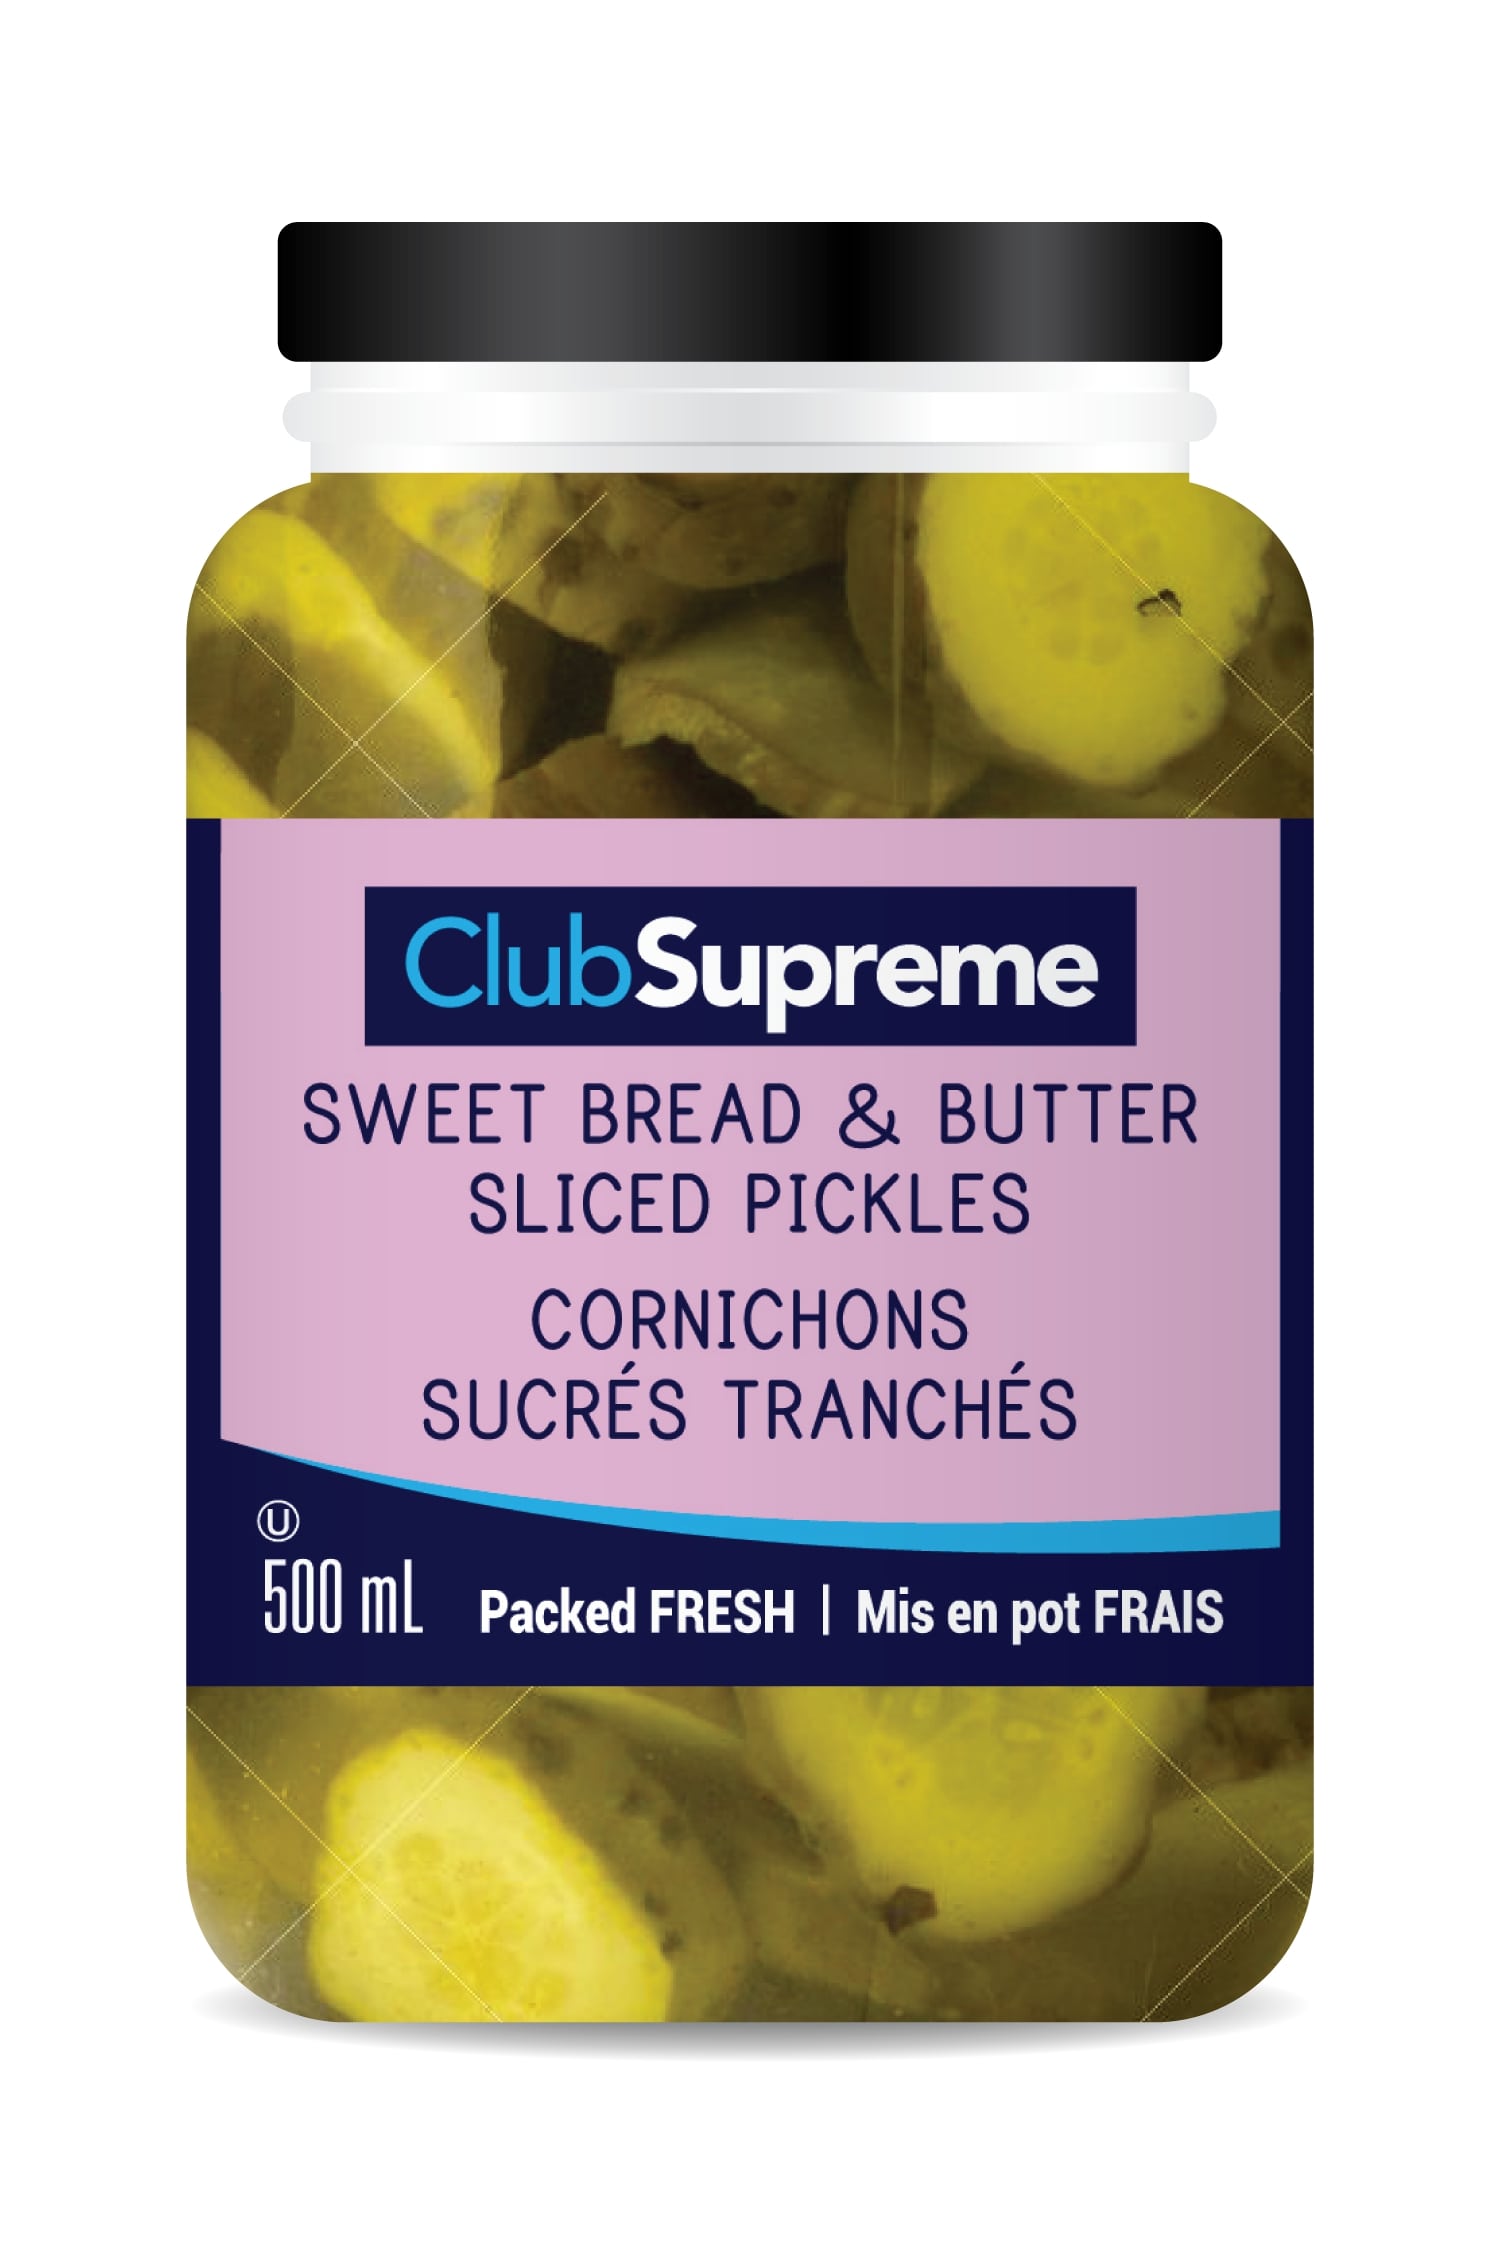 ClubSupreme
SWEET BREAD & BUTTER
SLICED PICKLES
CORNICHONS
SUCRÉS TRANCHÉS
U
500 mL
Packed FRESH | Mis en pot FRAIS